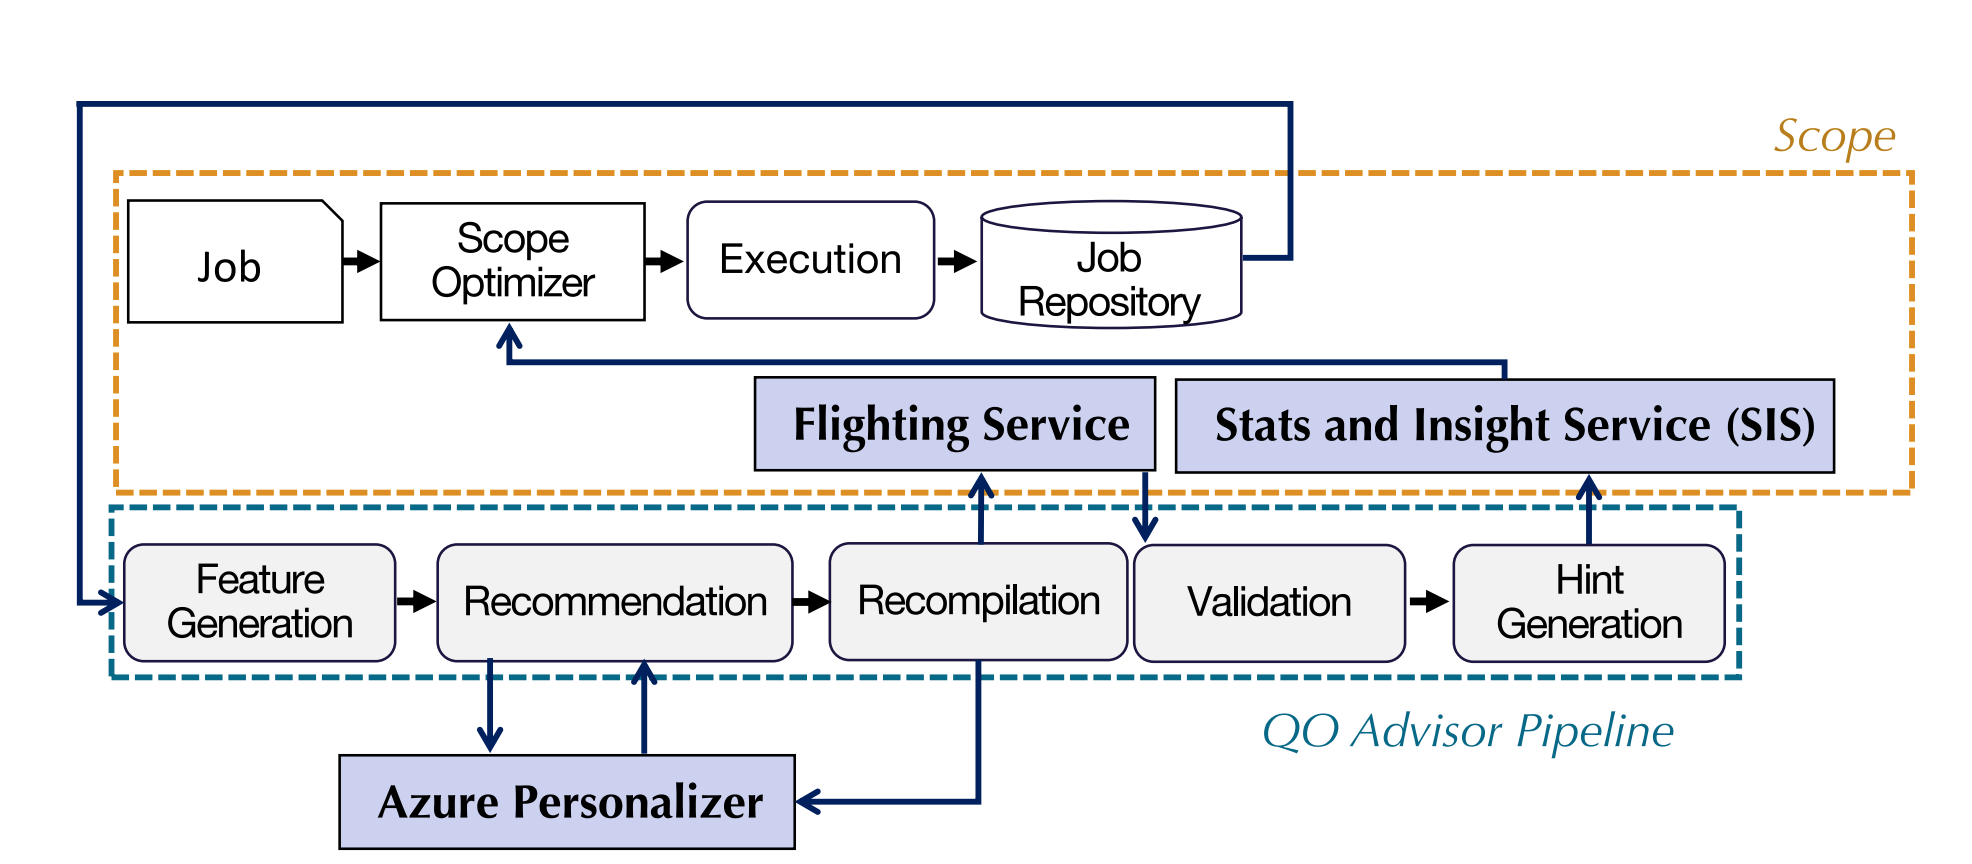 Scope
Job
Scope
Optimizer
Execution
Job
Repository
Flighting Service
Stats and Insight Service (SIS)
Feature
Generation
Recommendation
Recompilation
Validation
Hint
Generation
QO Advisor Pipeline
Azure Personalizer